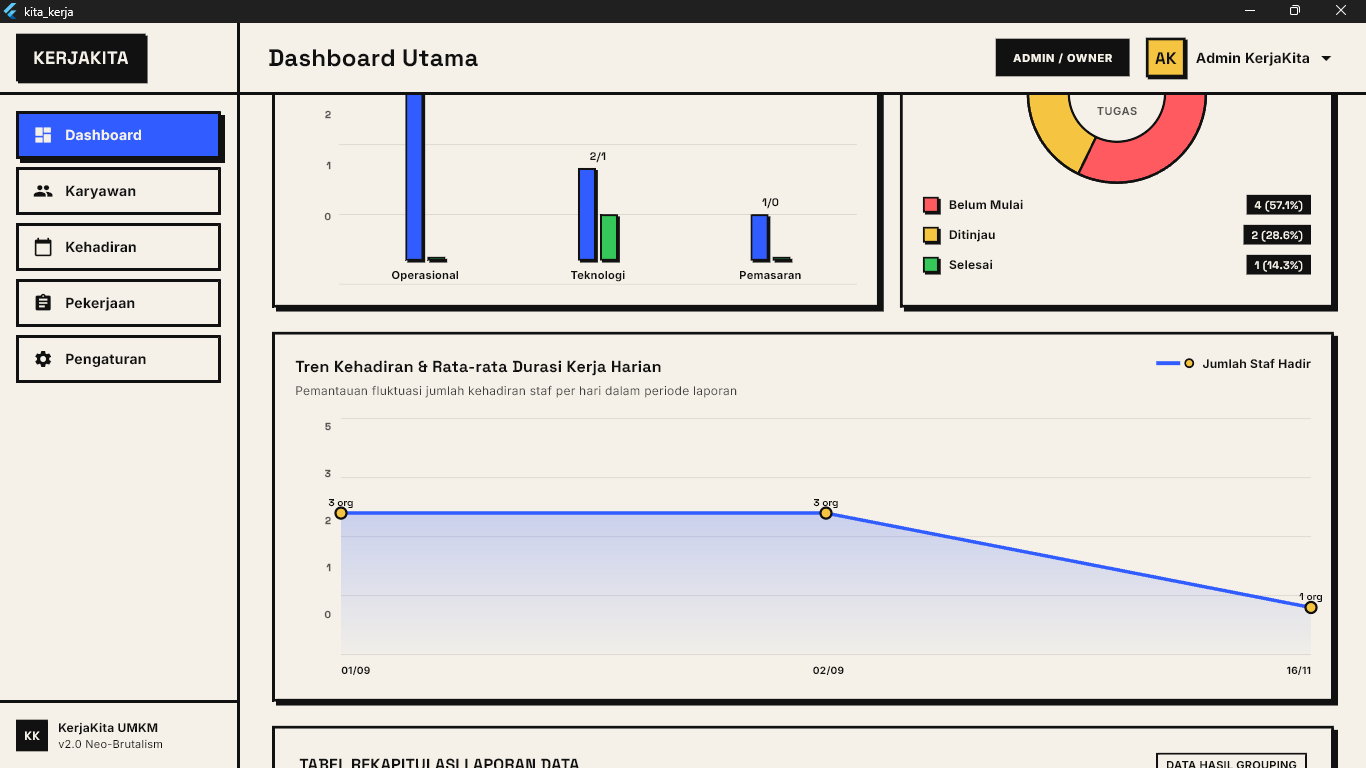 kita_kerja
KERJAKITA
Dashboard Utama
ADMIN / OWNER
AK
Admin KerjaKita
Dashboard
Karyawan
Kehadiran
Pekerjaan
Pengaturan
2
1
0
2/1
1/0
Operasional
Teknologi
Pemasaran
TUGAS
Belum Mulai
4 (57.1%)
Ditinjau
2 (28.6%)
Selesai
1 (14.3%)
Tren Kehadiran & Rata-rata Durasi Kerja Harian
Jumlah Staf Hadir
Pemantauan fluktuasi jumlah kehadiran staf per hari dalam periode laporan
5
3
3 org
3 org
2
1
1 org
0
01/09
02/09
16/11
TABEL REKAPITULASI LAPORAN DATA
DATA HASIL GROUPING
KK
KerjaKita UMKM
v2.0 Neo-Brutalism